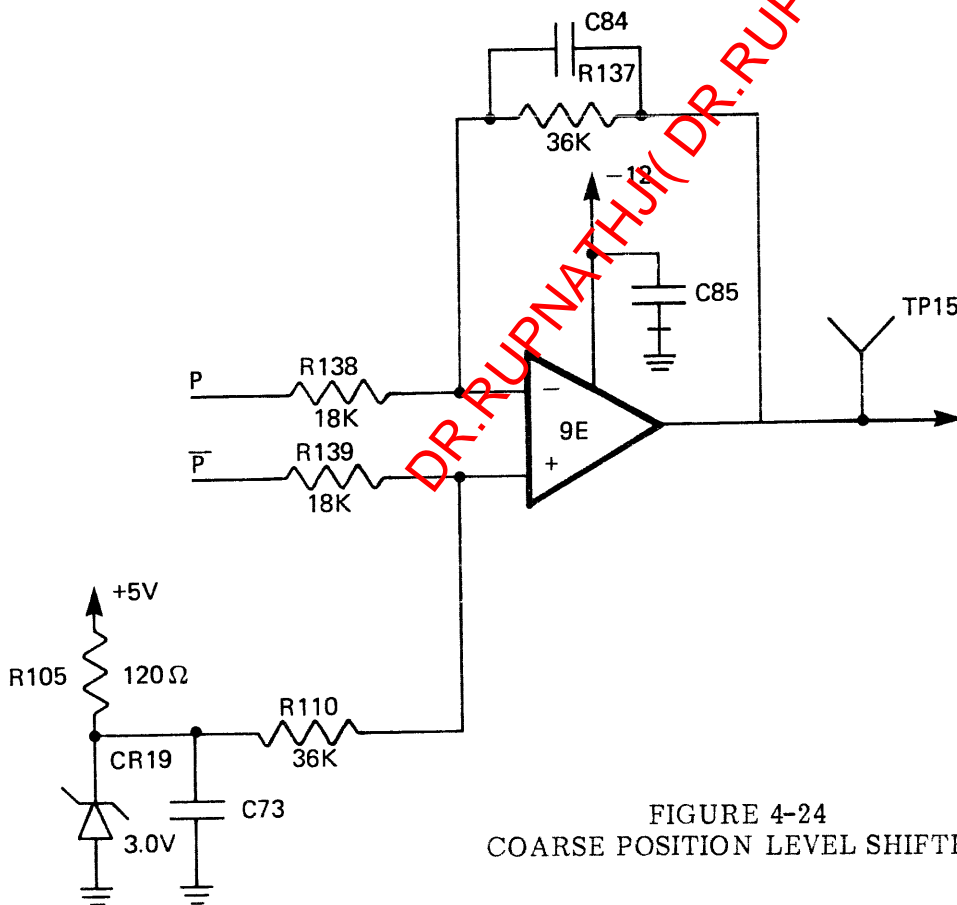 C84
R137
36K
−12
C85
TP15
R138
P
18K
−
9E
R139
P̅
18K
+
+5V
R105
120Ω
R110
36K
CR19
C73
3.0V
FIGURE 4-24
COARSE POSITION LEVEL SHIFT
DR.RUPNATHJI( DR.RUP